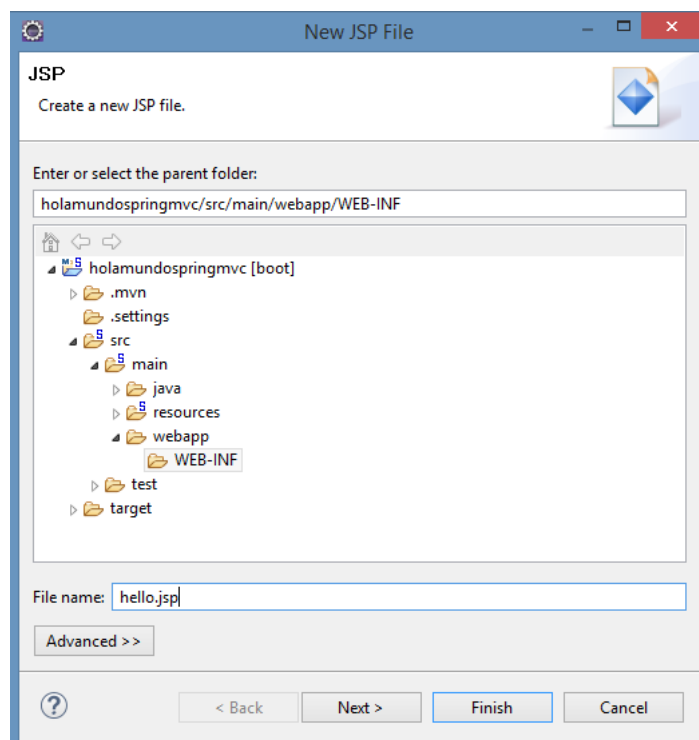 New JSP File
JSP
Create a new JSP file.
Enter or select the parent folder:
holamundospringmvc/src/main/webapp/WEB-INF
holamundospringmvc [boot]
.mvn
.settings
src
main
java
resources
webapp
WEB-INF
test
target
File name: hello.jsp
Advanced >>
? < Back Next > Finish Cancel